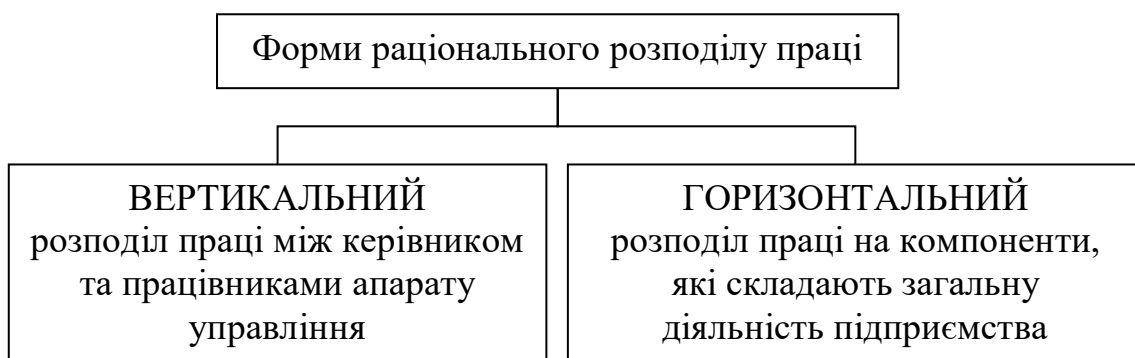 Форми раціонального розподілу праці
ВЕРТИКАЛЬНИЙ
розподіл праці між керівником
та працівниками апарату
управління
ГОРИЗОНТАЛЬНИЙ
розподіл праці на компоненти,
які складають загальну
діяльність підприємства